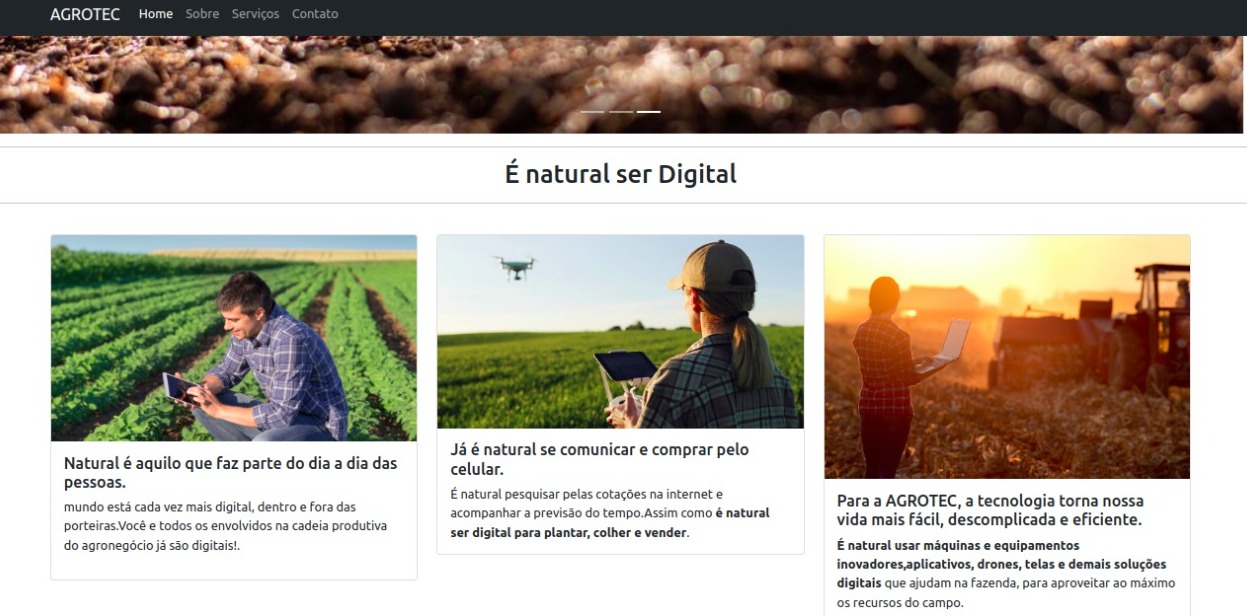 AGROTEC Home Sobre Serviços Contato
É natural ser Digital
Natural é aquilo que faz parte do dia a dia das
pessoas.
mundo está cada vez mais digital, dentro e fora das
porteiras.Você e todos os envolvidos na cadeia produtiva
do agronegócio já são digitais!.
Já é natural se comunicar e comprar pelo
celular.
É natural pesquisar pelas cotações na internet e
acompanhar a previsão do tempo.Assim como é natural
ser digital para plantar, colher e vender.
Para a AGROTEC, a tecnologia torna nossa
vida mais fácil, descomplicada e eficiente.
É natural usar máquinas e equipamentos
inovadores,aplicativos, drones, telas e demais soluções
digitais que ajudam na fazenda, para aproveitar ao máximo
os recursos do campo.